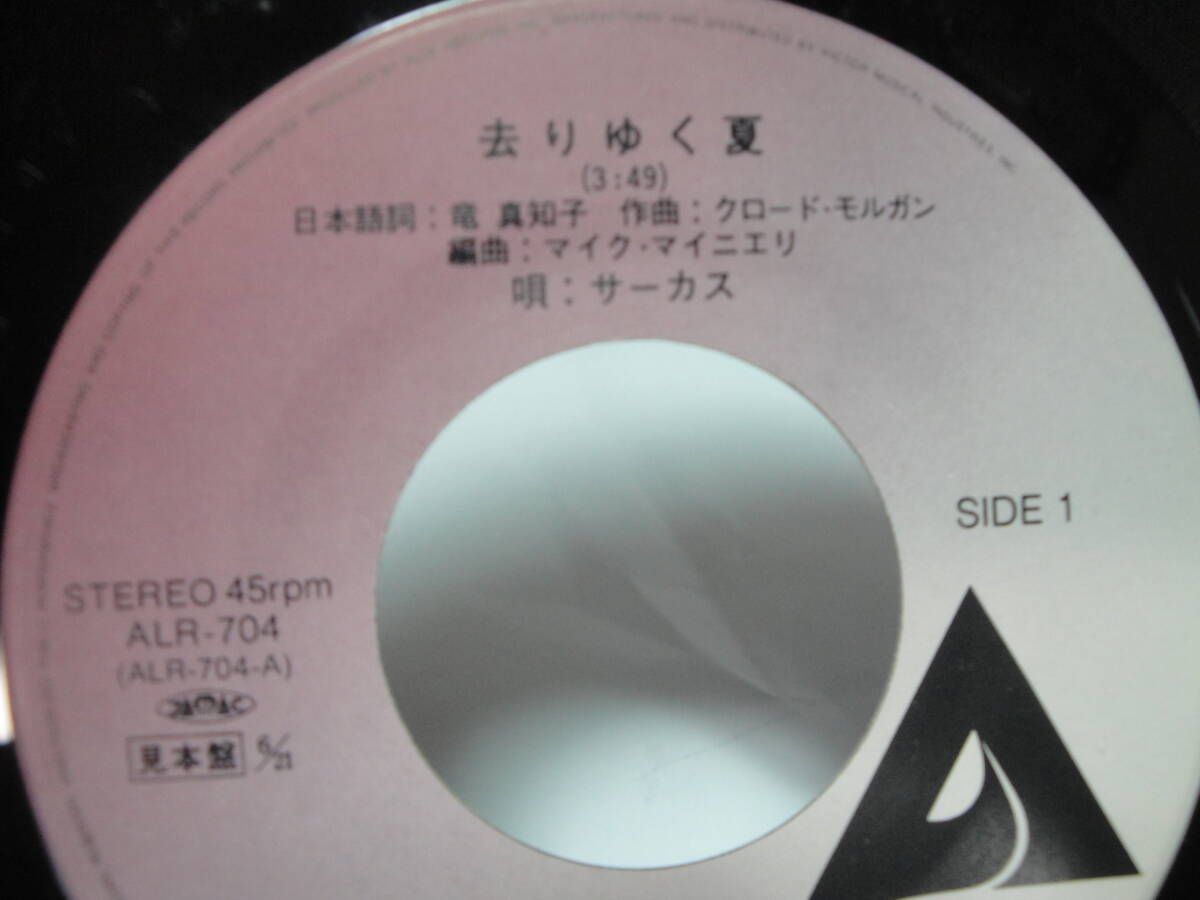 去りゆく夏
(3:49)
日本語詞：竜 真知子 作曲：クロード・モルガン
編曲：マイク・マイニエリ
唄：サーカス
SIDE 1
STEREO 45rpm
ALR-704
(ALR-704-A)
見本盤 6/21